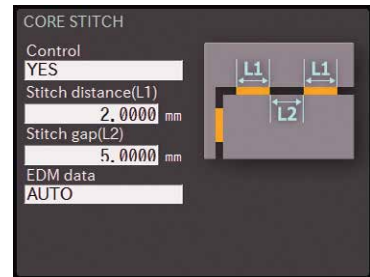 CORE STITCH
Control
YES
Stitch distance(L1)
2.0000 mm
Stitch gap(L2)
5.0000 mm
EDM data
AUTO
L1 L1
L2